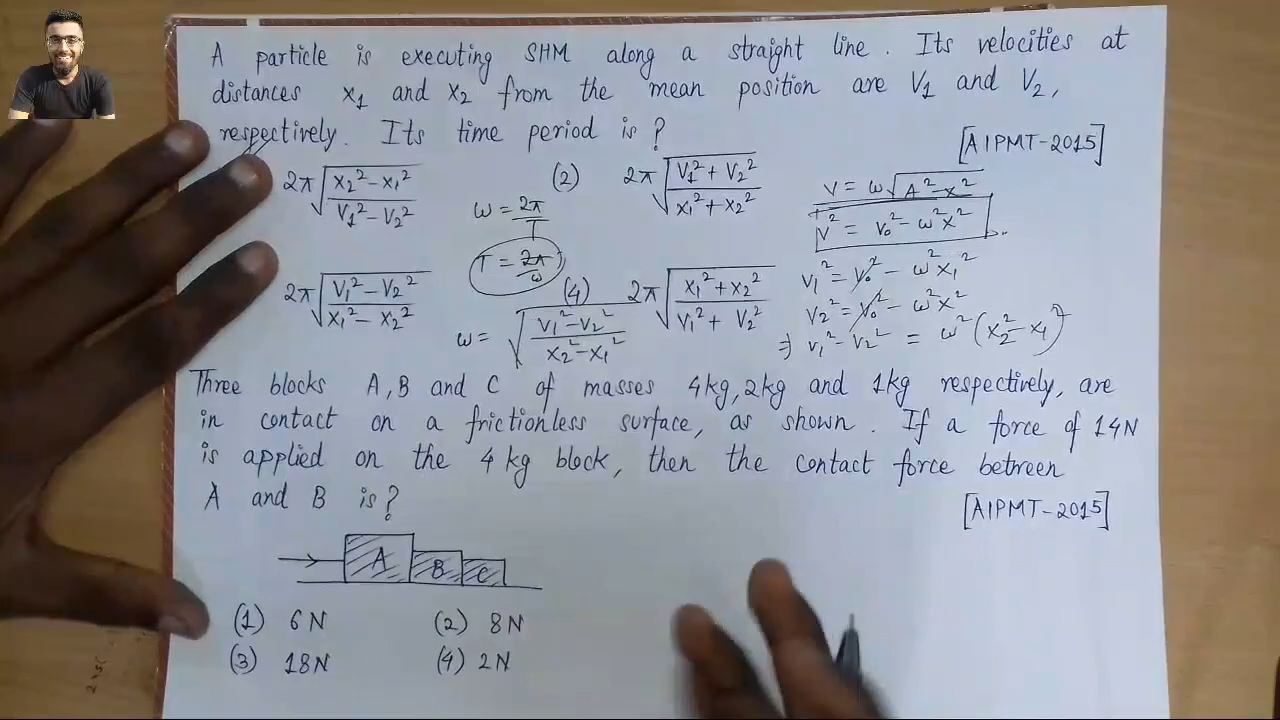 A particle is executing SHM along a straight line. Its velocities at
distances x1 and x2 from the mean position are V1 and V2,
respectively. Its time period is?
[AIPMT-2015]
2π√((x2² - x1²)/(V1² - V2²))
(2) 2π√((V1² + V2²)/(x1² + x2²))
2π√((V1² - V2²)/(x1² - x2²))
(4) 2π√((x1² + x2²)/(V1² + V2²))
ω = 2π/T
T = 2π/ω
ω = √((v1² - v2²)/(x2² - x1²))
v = ω√(A² - x²)
v² = v0² - ω²x²
v1² = v0² - ω²x1²
v2² = v0² - ω²x²
⇒ v1² - v2² = ω²(x2² - x1²)
Three blocks A, B and C of masses 4kg, 2kg and 1kg respectively, are
in contact on a frictionless surface, as shown. If a force of 14N
is applied on the 4 kg block, then the contact force between
A and B is?
[AIPMT-2015]
A B C
(1) 6N (2) 8N
(3) 18N (4) 2N